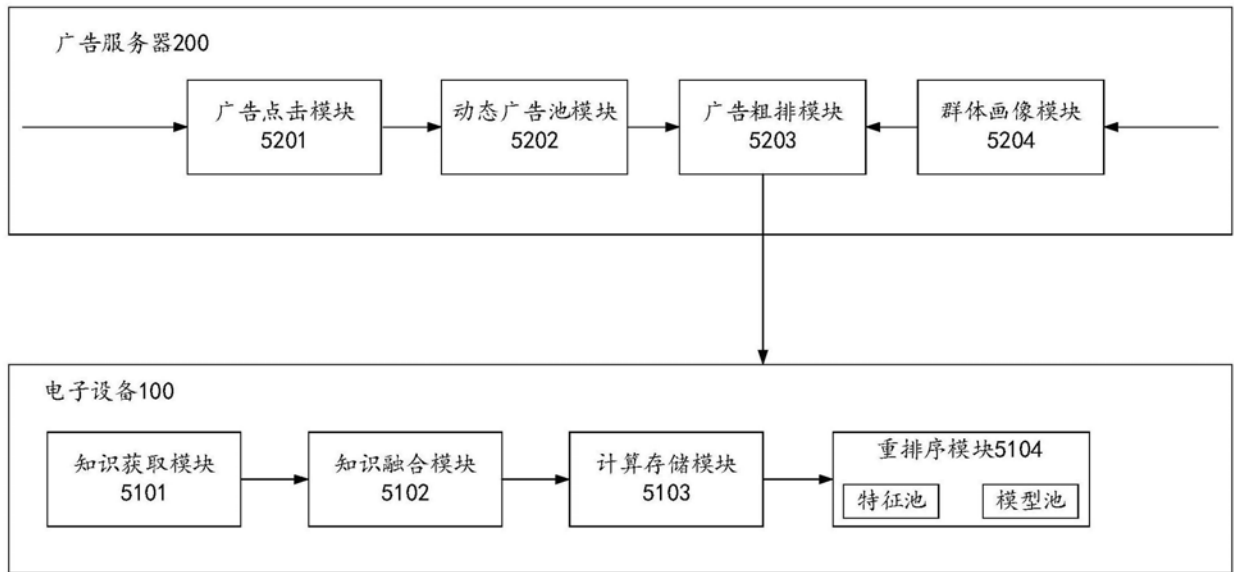 广告服务器200
广告点击模块
5201
动态广告池模块
5202
广告粗排模块
5203
群体画像模块
5204
电子设备100
知识获取模块
5101
知识融合模块
5102
计算存储模块
5103
重排序模块5104
特征池
模型池